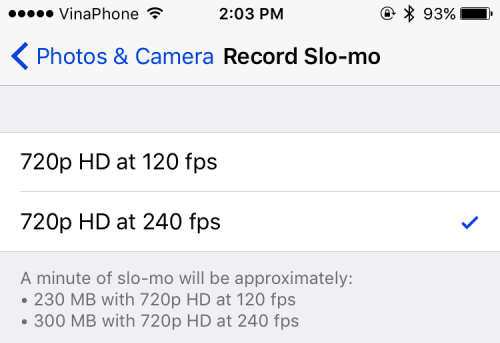 VinaPhone 2:03 PM 93%
Photos & Camera Record Slo-mo
720p HD at 120 fps
720p HD at 240 fps
A minute of slo-mo will be approximately:
• 230 MB with 720p HD at 120 fps
• 300 MB with 720p HD at 240 fps